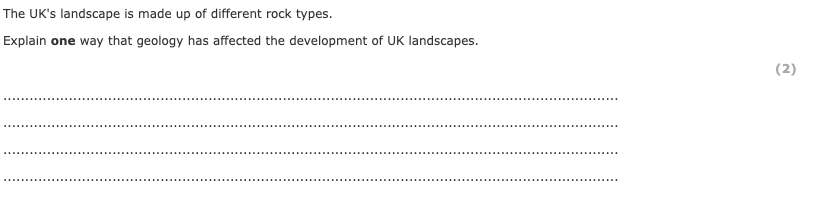 The UK's landscape is made up of different rock types.
Explain one way that geology has affected the development of UK landscapes.
(2)